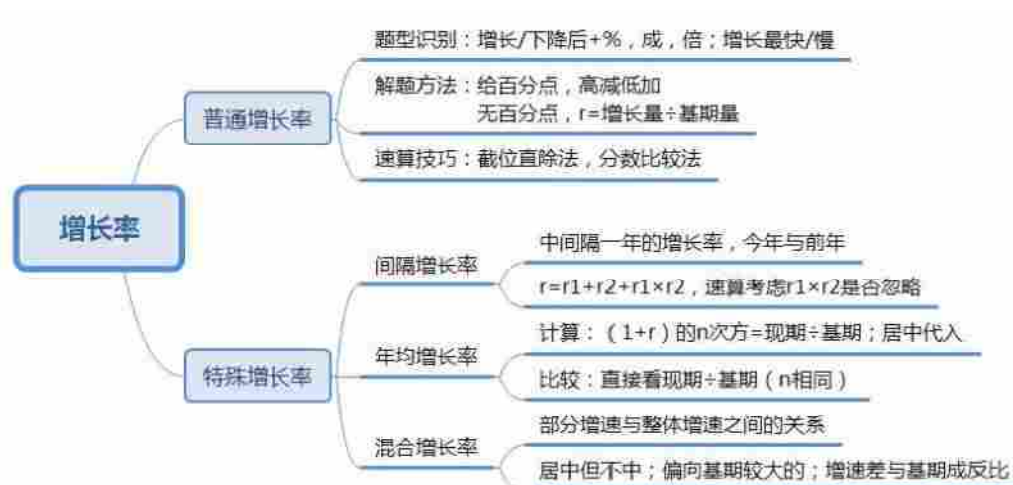 增长率
普通增长率
题型识别：增长/下降后+%，成，倍；增长最快/慢
解题方法：给百分点，高减低加
无百分点，r=增长量÷基期量
速算技巧：截位直除法，分数比较法
特殊增长率
间隔增长率
中间隔一年的增长率，今年与前年
r=r1+r2+r1×r2，速算考虑r1×r2是否忽略
年均增长率
计算：（1+r）的n次方=现期÷基期；居中代入
比较：直接看现期÷基期（n相同）
混合增长率
部分增速与整体增速之间的关系
居中但不中；偏向基期较大的；增速差与基期成反比